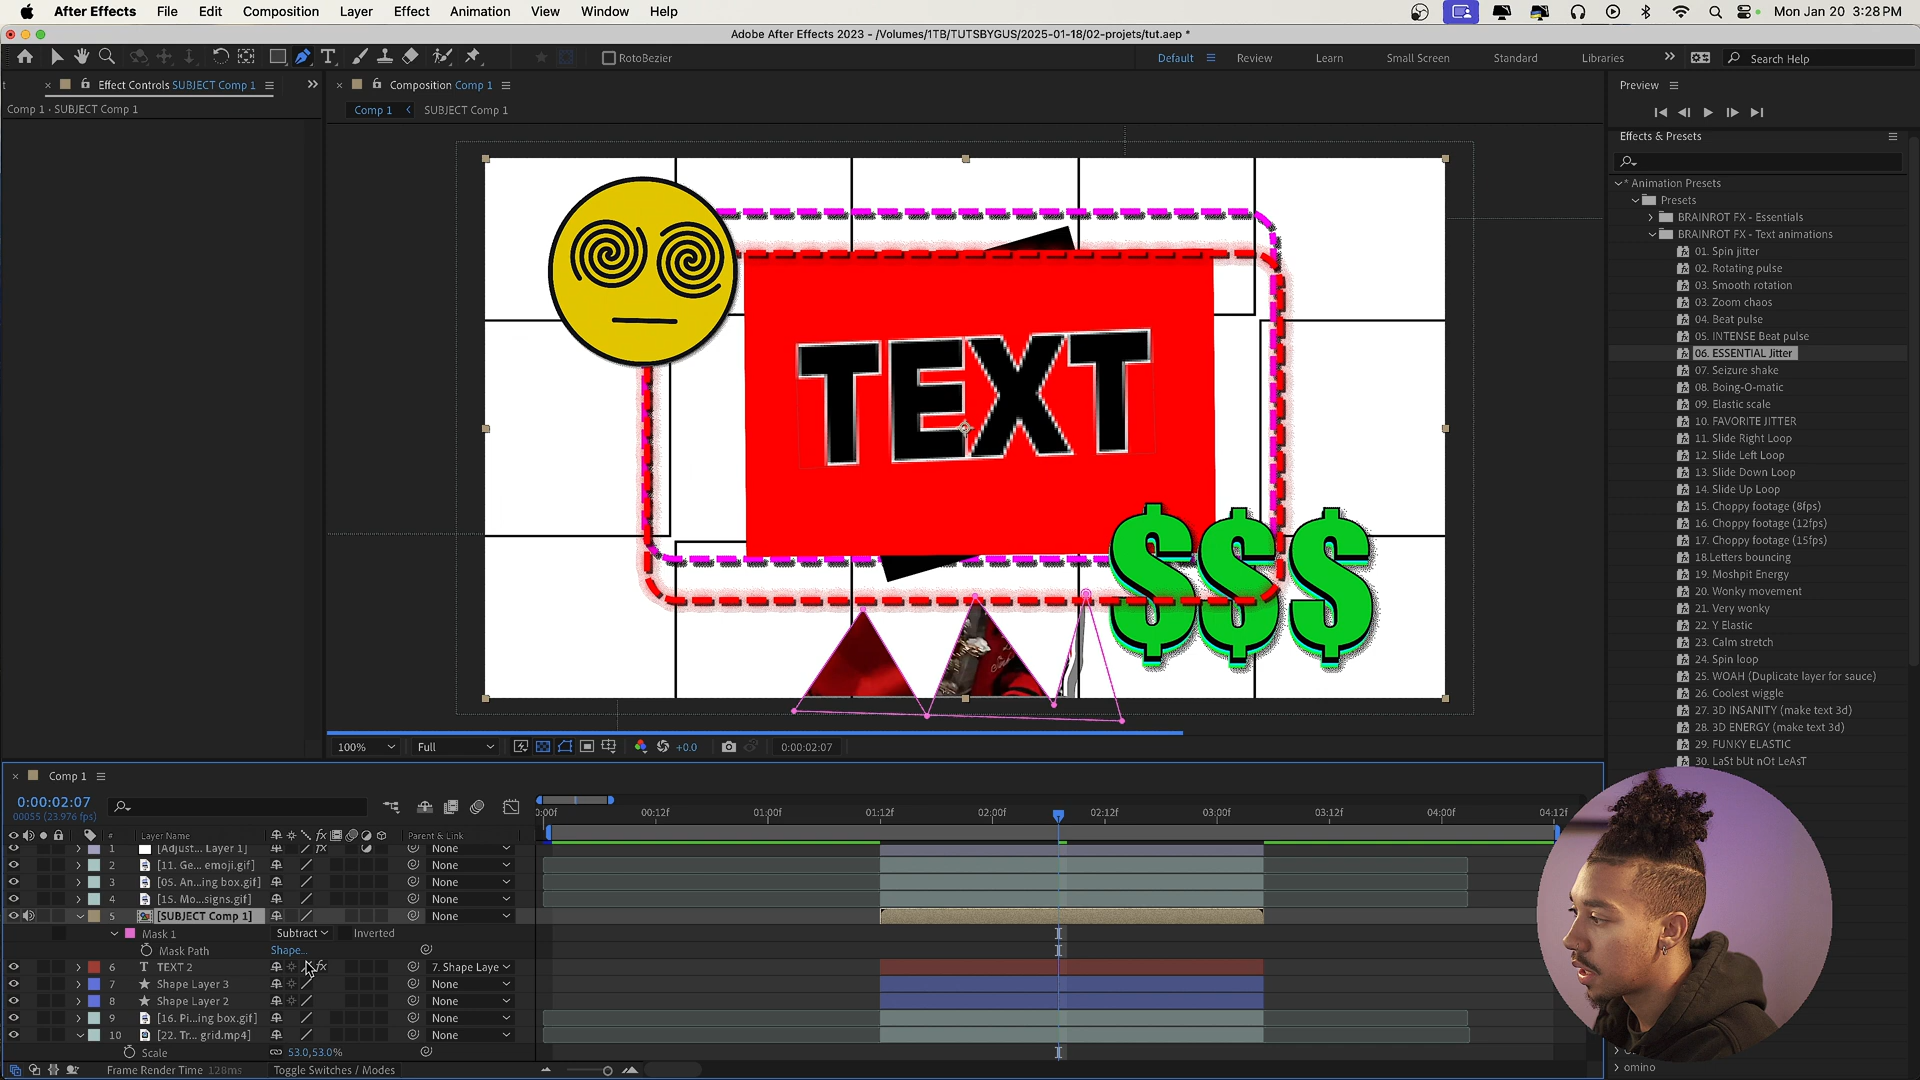 After Effects File Edit Composition Layer Effect Animation View Window Help Mon Jan 20 3:28 PM
Adobe After Effects 2023 - /Volumes/1TB/TUTSBYGUS/2025-01-18/02-projets/tut.aep *
RotoBezier Default Review Learn Small Screen Standard Libraries Search Help
Effect Controls SUBJECT Comp 1
Comp 1 · SUBJECT Comp 1
Composition Comp 1
Comp 1 SUBJECT Comp 1
TEXT
$$$
100% Full +0.0 0:00:02:07
Preview
Effects & Presets
* Animation Presets
Presets
BRAINROT FX - Essentials
BRAINROT FX - Text animations
01. Spin jitter
02. Rotating pulse
03. Smooth rotation
03. Zoom chaos
04. Beat pulse
05. INTENSE Beat pulse
06. ESSENTIAL Jitter
07. Seizure shake
08. Boing-O-matic
09. Elastic scale
10. FAVORITE JITTER
11. Slide Right Loop
12. Slide Left Loop
13. Slide Down Loop
14. Slide Up Loop
15. Choppy footage (8fps)
16. Choppy footage (12fps)
17. Choppy footage (15fps)
18.Letters bouncing
19. Moshpit Energy
20. Wonky movement
21. Very wonky
22. Y Elastic
23. Calm stretch
24. Spin loop
25. WOAH (Duplicate layer for sauce)
26. Coolest wiggle
27. 3D INSANITY (make text 3d)
28. 3D ENERGY (make text 3d)
29. FUNKY ELASTIC
30. LaSt bUt nOt LeAsT
omino
Comp 1
0:00:02:07
00055 (23.976 fps)
0:00f 00:12f 01:00f 01:12f 02:00f 02:12f 03:00f 03:12f 04:00f 04:12f
# Layer Name Parent & Link
1 [Adjust... Layer 1] None
2 [11. Ge... emoji.gif] None
3 [05. An...ing box.gif] None
4 [15. Mo...signs.gif] None
5 [SUBJECT Comp 1] None
Mask 1 Subtract Inverted
Mask Path Shape...
6 TEXT 2 7. Shape Laye
7 Shape Layer 3 None
8 Shape Layer 2 None
9 [16. Pi...ing box.gif] None
10 [22. Tr... grid.mp4] None
Scale 53.0,53.0%
Frame Render Time 128ms Toggle Switches / Modes